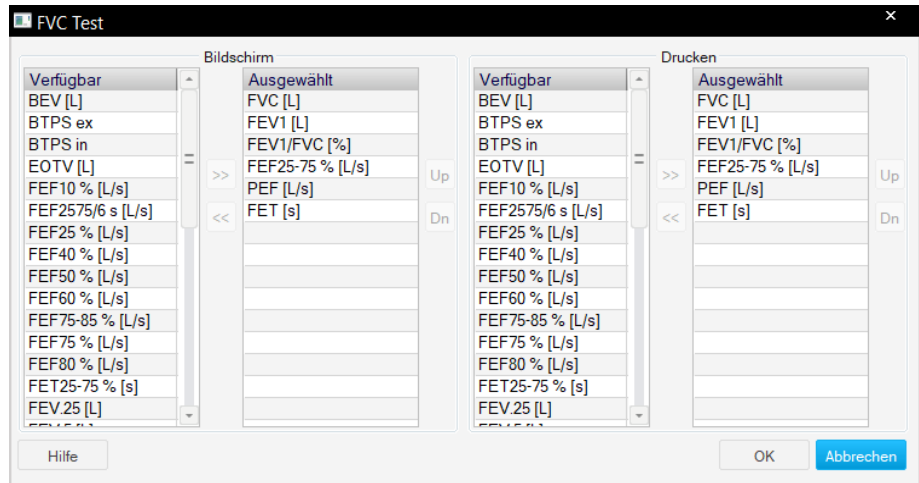 FVC Test
Bildschirm
Verfügbar
BEV [L]
BTPS ex
BTPS in
EOTV [L]
FEF10 % [L/s]
FEF2575/6 s [L/s]
FEF25 % [L/s]
FEF40 % [L/s]
FEF50 % [L/s]
FEF60 % [L/s]
FEF75-85 % [L/s]
FEF75 % [L/s]
FEF80 % [L/s]
FET25-75 % [s]
FEV.25 [L]
>>
<<
Ausgewählt
FVC [L]
FEV1 [L]
FEV1/FVC [%]
FEF25-75 % [L/s]
PEF [L/s]
FET [s]
Up
Dn
Drucken
Verfügbar
BEV [L]
BTPS ex
BTPS in
EOTV [L]
FEF10 % [L/s]
FEF2575/6 s [L/s]
FEF25 % [L/s]
FEF40 % [L/s]
FEF50 % [L/s]
FEF60 % [L/s]
FEF75-85 % [L/s]
FEF75 % [L/s]
FEF80 % [L/s]
FET25-75 % [s]
FEV.25 [L]
>>
<<
Ausgewählt
FVC [L]
FEV1 [L]
FEV1/FVC [%]
FEF25-75 % [L/s]
PEF [L/s]
FET [s]
Up
Dn
Hilfe
OK
Abbrechen